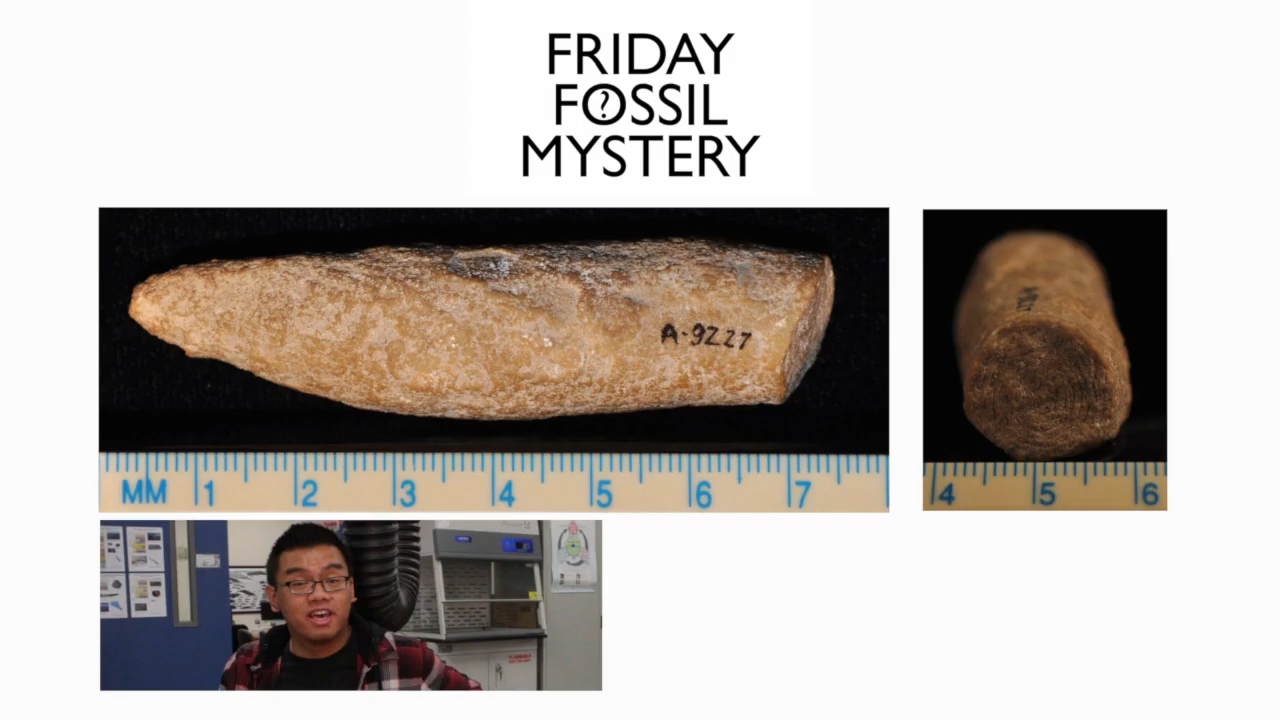 FRIDAY
FOSSIL
MYSTERY
A-9227
MM 1 2 3 4 5 6 7
4 5 6